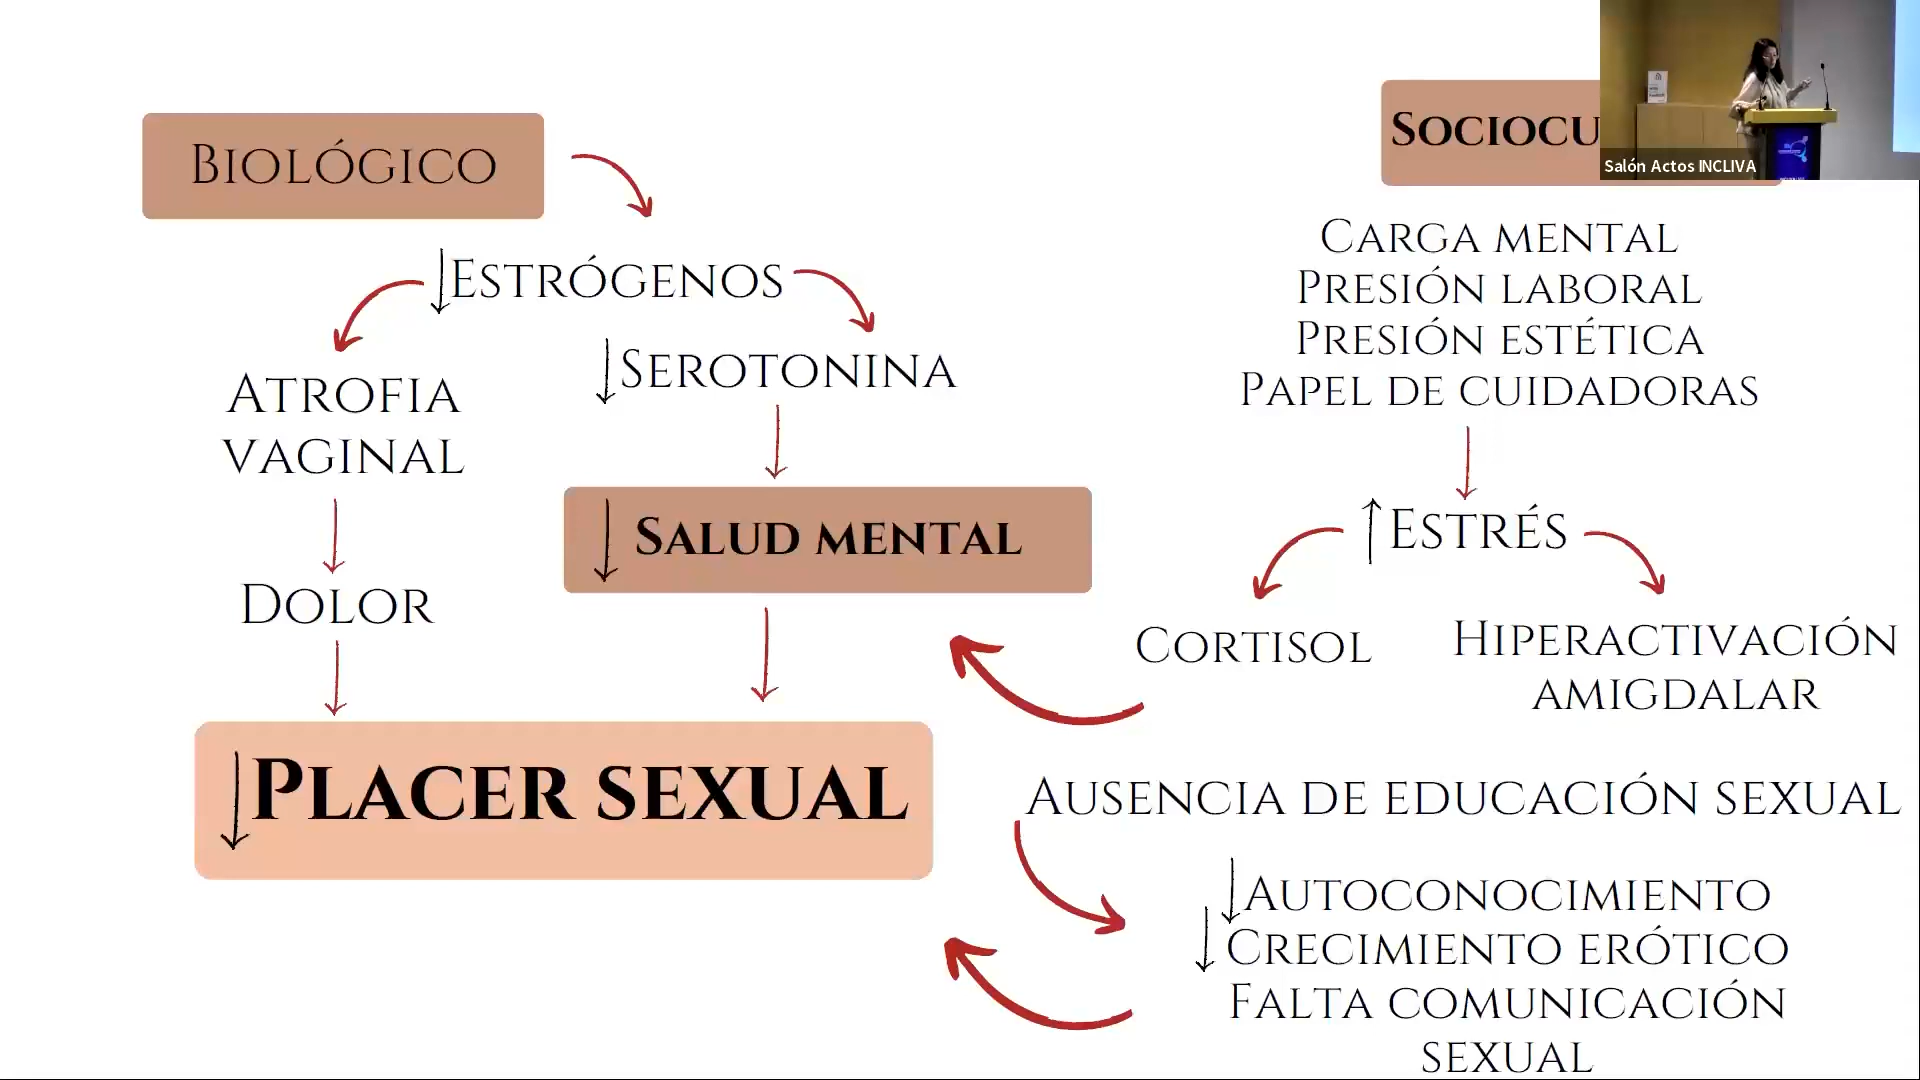 Biológico
↓Estrógenos
Atrofia
vaginal
Dolor
↓Serotonina
↓ Salud mental
↓Placer sexual
Carga mental
Presión laboral
Presión estética
Papel de cuidadoras
↑Estrés
Cortisol
Hiperactivación
amigdalar
Ausencia de educación sexual
↓Autoconocimiento
↓Crecimiento erótico
Falta comunicación
sexual
Salón Actos INCLIVA